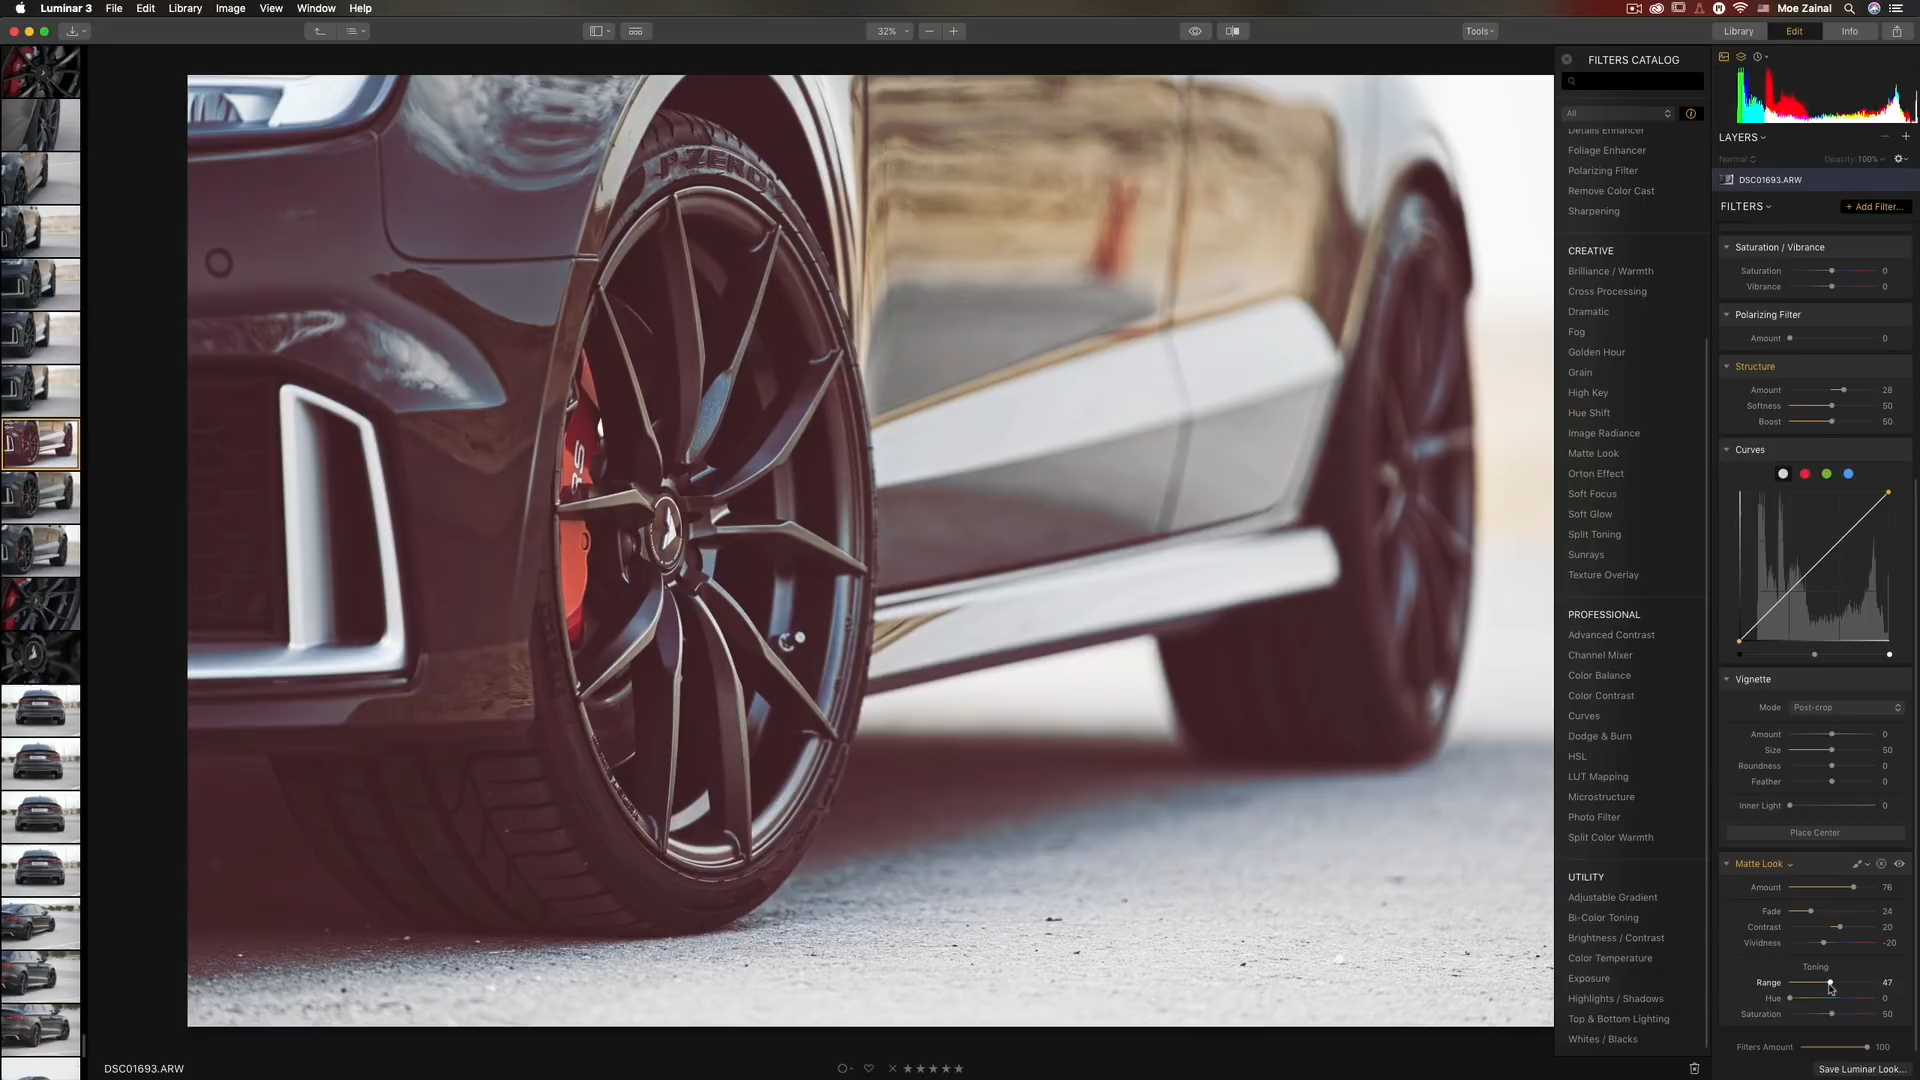 Luminar 3 File Edit Library Image View Window Help Moe Zainal
32% Tools Library Edit Info
FILTERS CATALOG
All
Details Enhancer
Foliage Enhancer
Polarizing Filter
Remove Color Cast
Sharpening
CREATIVE
Brilliance / Warmth
Cross Processing
Dramatic
Fog
Golden Hour
Grain
High Key
Hue Shift
Image Radiance
Matte Look
Orton Effect
Soft Focus
Soft Glow
Split Toning
Sunrays
Texture Overlay
PROFESSIONAL
Advanced Contrast
Channel Mixer
Color Balance
Color Contrast
Curves
Dodge & Burn
HSL
LUT Mapping
Microstructure
Photo Filter
Split Color Warmth
UTILITY
Adjustable Gradient
Bi-Color Toning
Brightness / Contrast
Color Temperature
Exposure
Highlights / Shadows
Top & Bottom Lighting
Whites / Blacks
LAYERS
Normal Opacity: 100%
DSC01693.ARW
FILTERS + Add Filter...
Saturation / Vibrance
Saturation 0
Vibrance 0
Polarizing Filter
Amount 0
Structure
Amount 28
Softness 50
Boost 50
Curves
Vignette
Mode Post-crop
Amount 0
Size 50
Roundness 0
Feather 0
Inner Light 0
Place Center
Matte Look
Amount 76
Fade 24
Contrast 20
Vividness -20
Toning
Range 47
Hue 0
Saturation 50
Filters Amount 100
Save Luminar Look...
P ZERO
RS
DSC01693.ARW